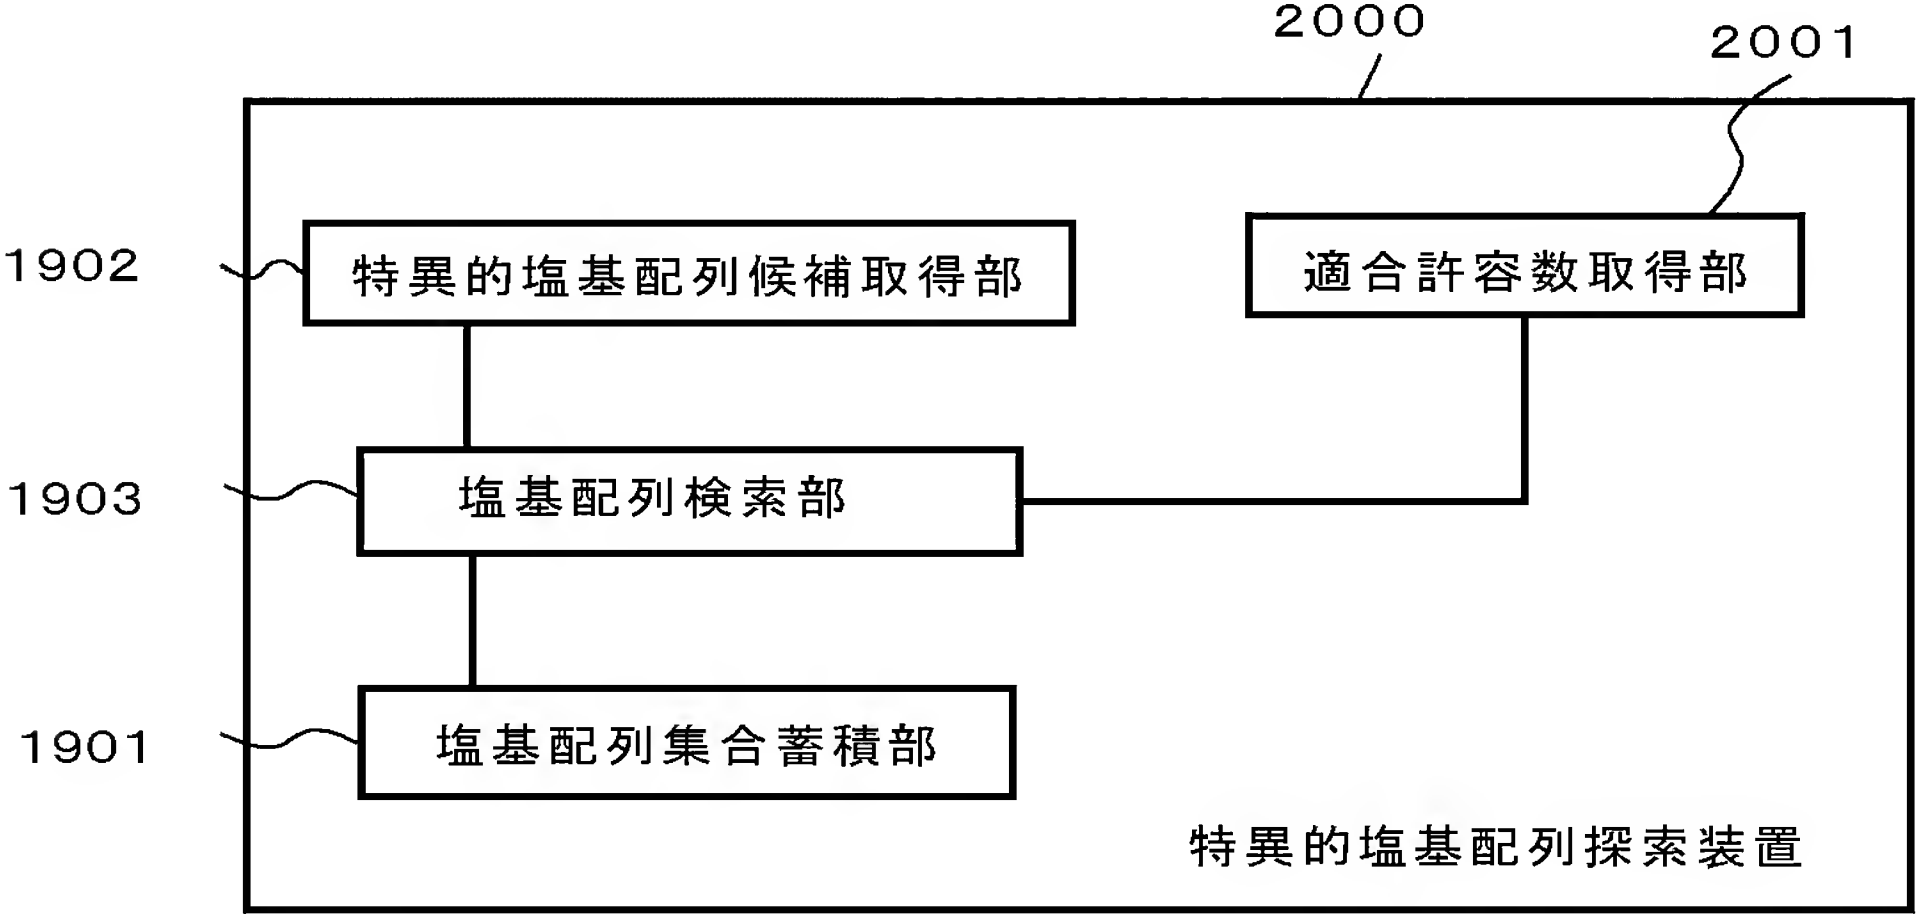 2000
2001
1902
特異的塩基配列候補取得部
適合許容数取得部
1903
塩基配列検索部
1901
塩基配列集合蓄積部
特異的塩基配列探索装置